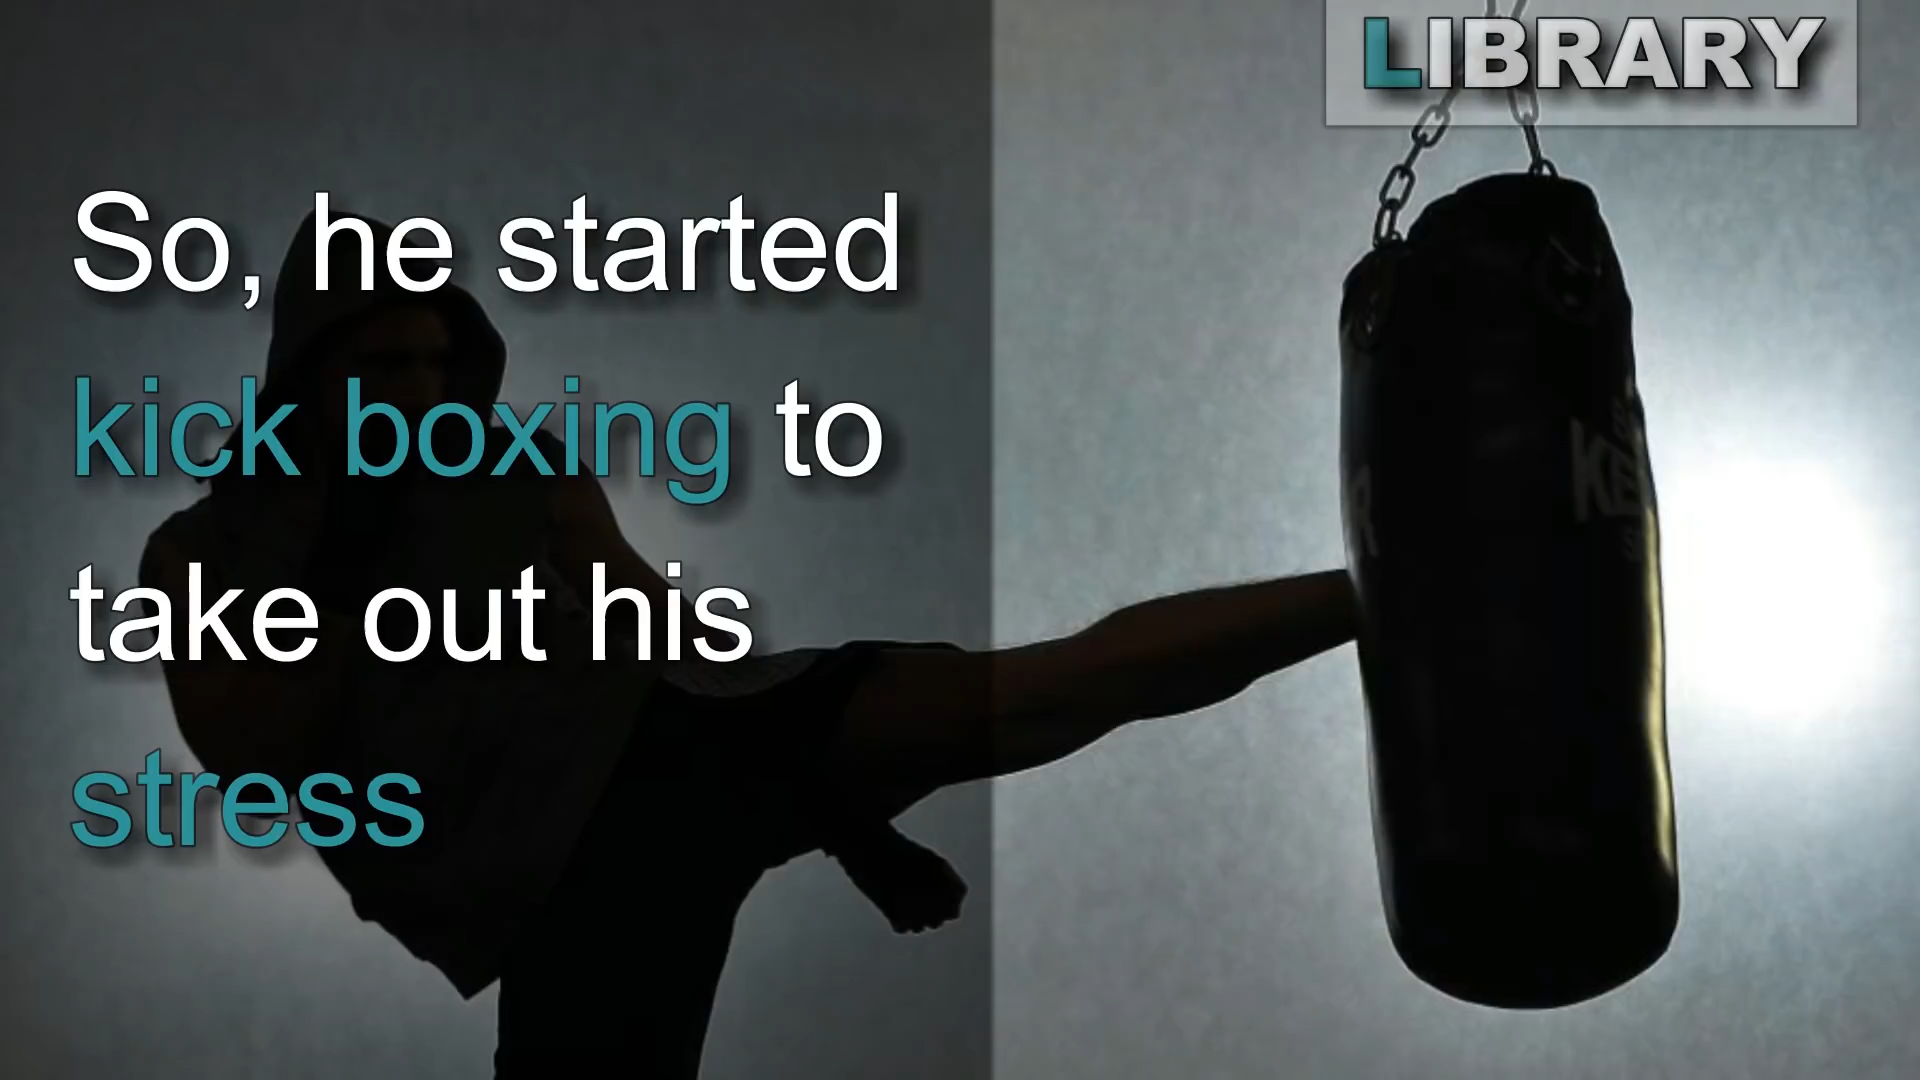 LIBRARY
So, he started
kick boxing to
take out his
stress